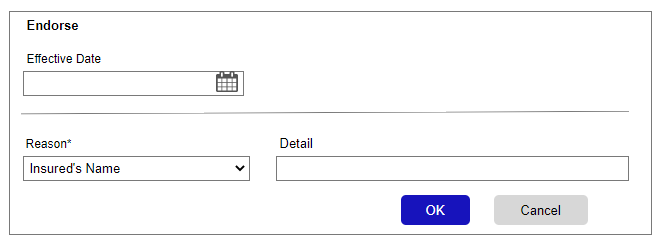 Endorse
Effective Date
Reason* Detail
Insured's Name
OK Cancel